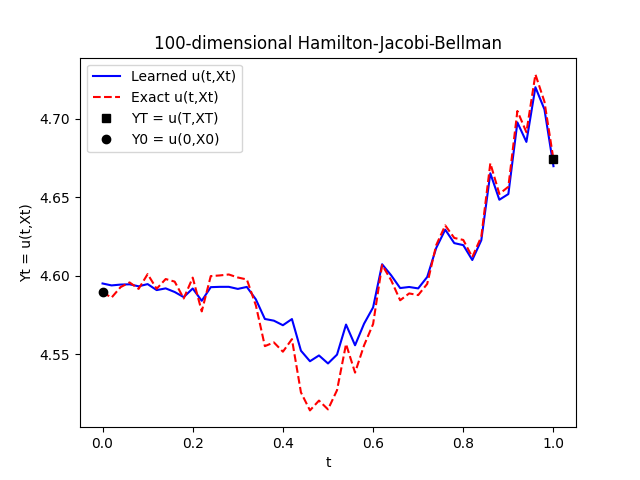 100-dimensional Hamilton-Jacobi-Bellman
Learned u(t,Xt)
Exact u(t,Xt)
YT = u(T,XT)
Y0 = u(0,X0)
4.70
4.65
4.60
4.55
Yt = u(t,Xt)
0.0 0.2 0.4 0.6 0.8 1.0
t